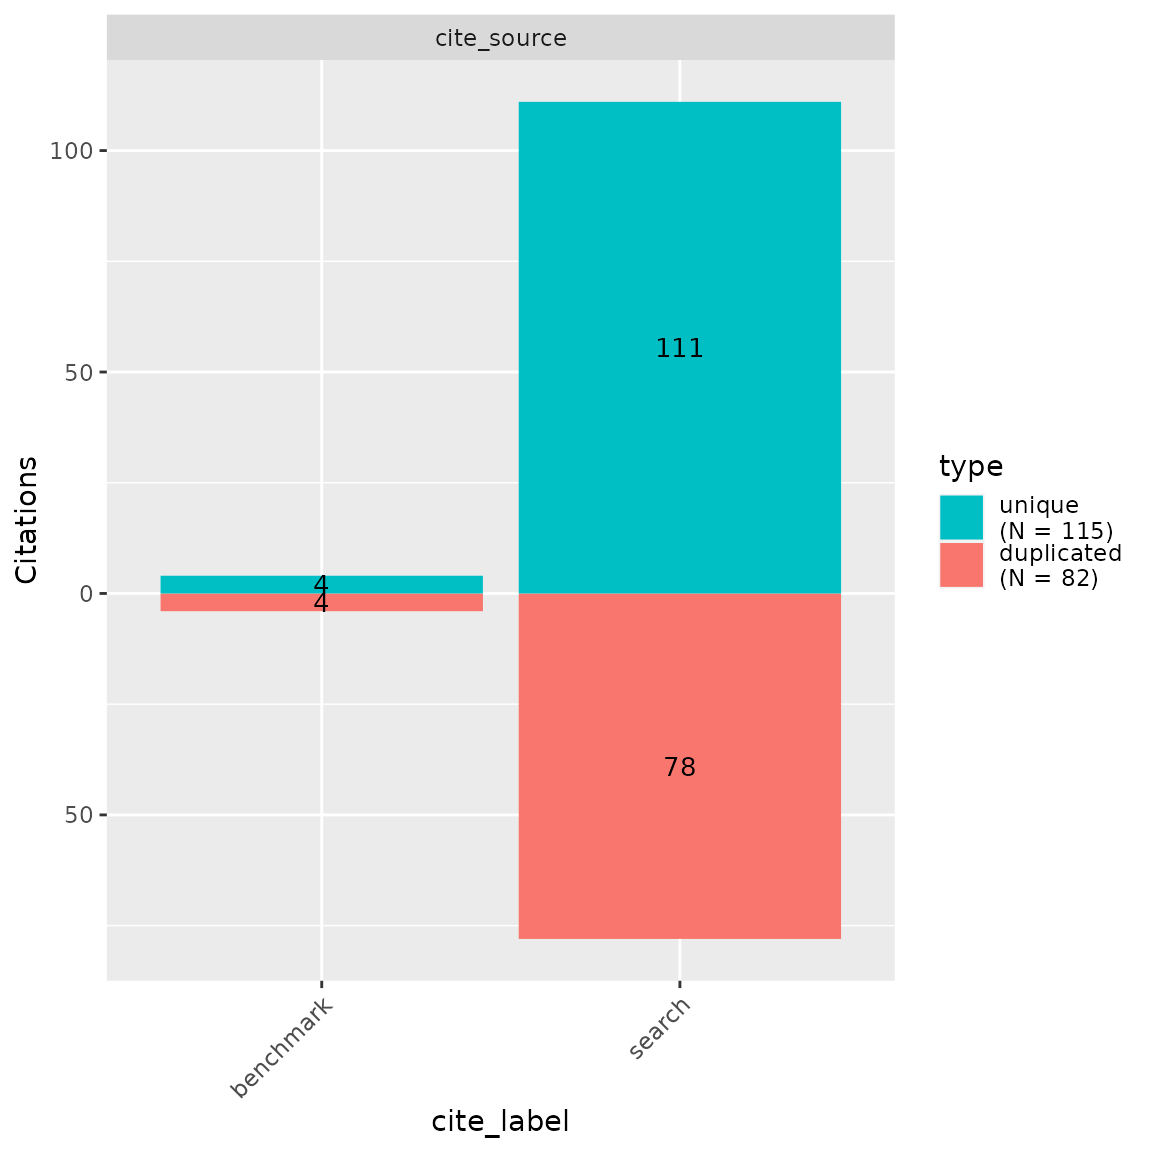 cite_source
100
50
0
50
Citations
111
4
4
78
benchmark
search
cite_label
type
unique
(N = 115)
duplicated
(N = 82)